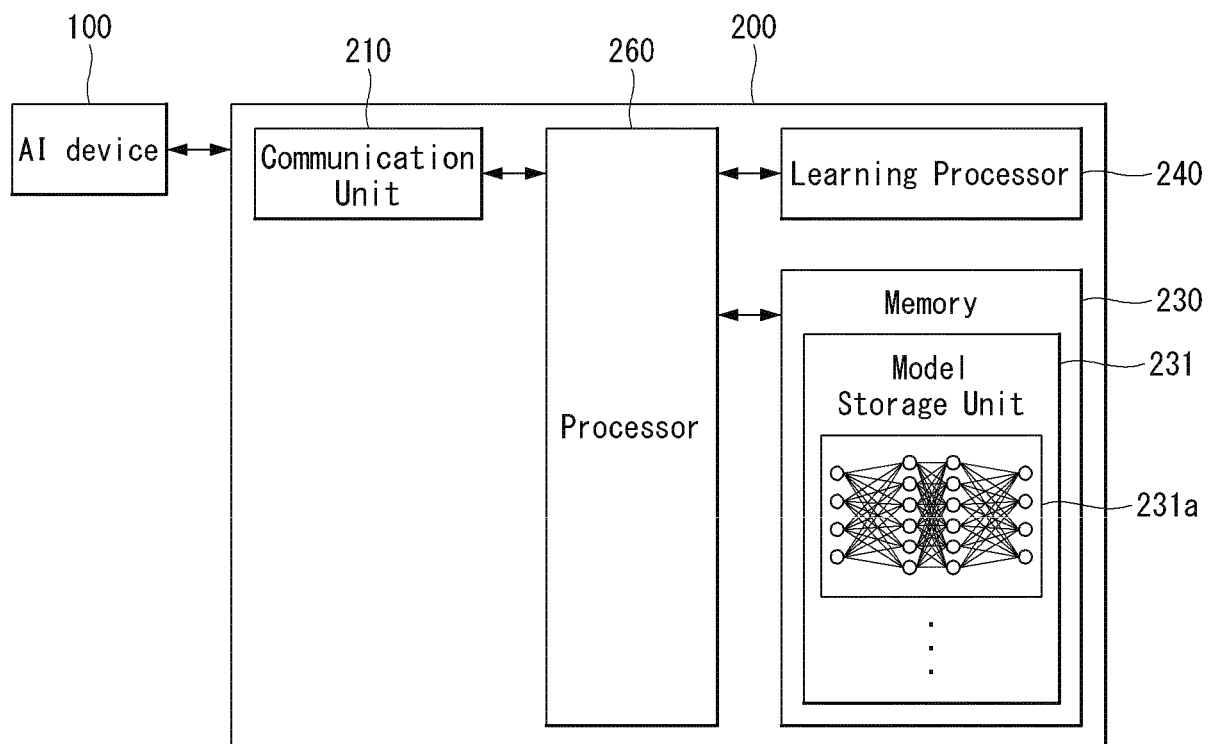 100
200
210
260
AI device
Communication
Unit
Learning Processor
240
Memory
230
Model
Storage Unit
231
Processor
231a